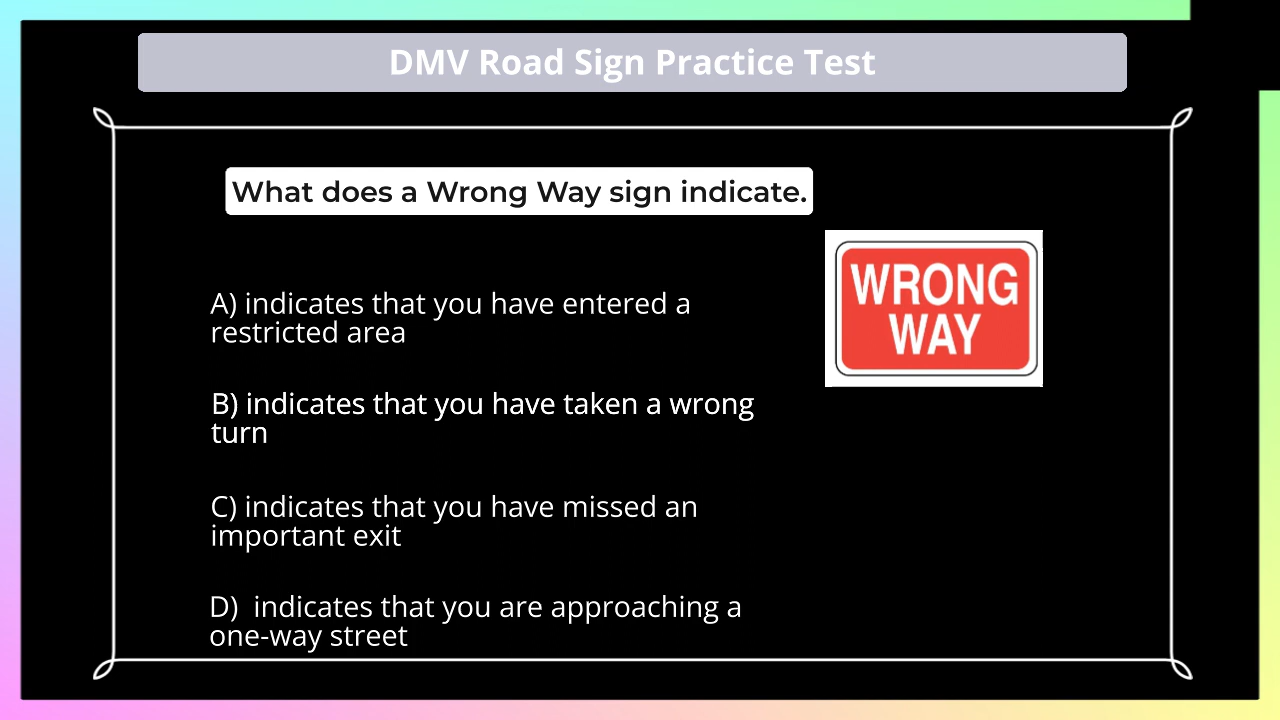 DMV Road Sign Practice Test
What does a Wrong Way sign indicate.
WRONG
WAY
A) indicates that you have entered a
restricted area
B) indicates that you have taken a wrong
turn
C) indicates that you have missed an
important exit
D)  indicates that you are approaching a
one-way street